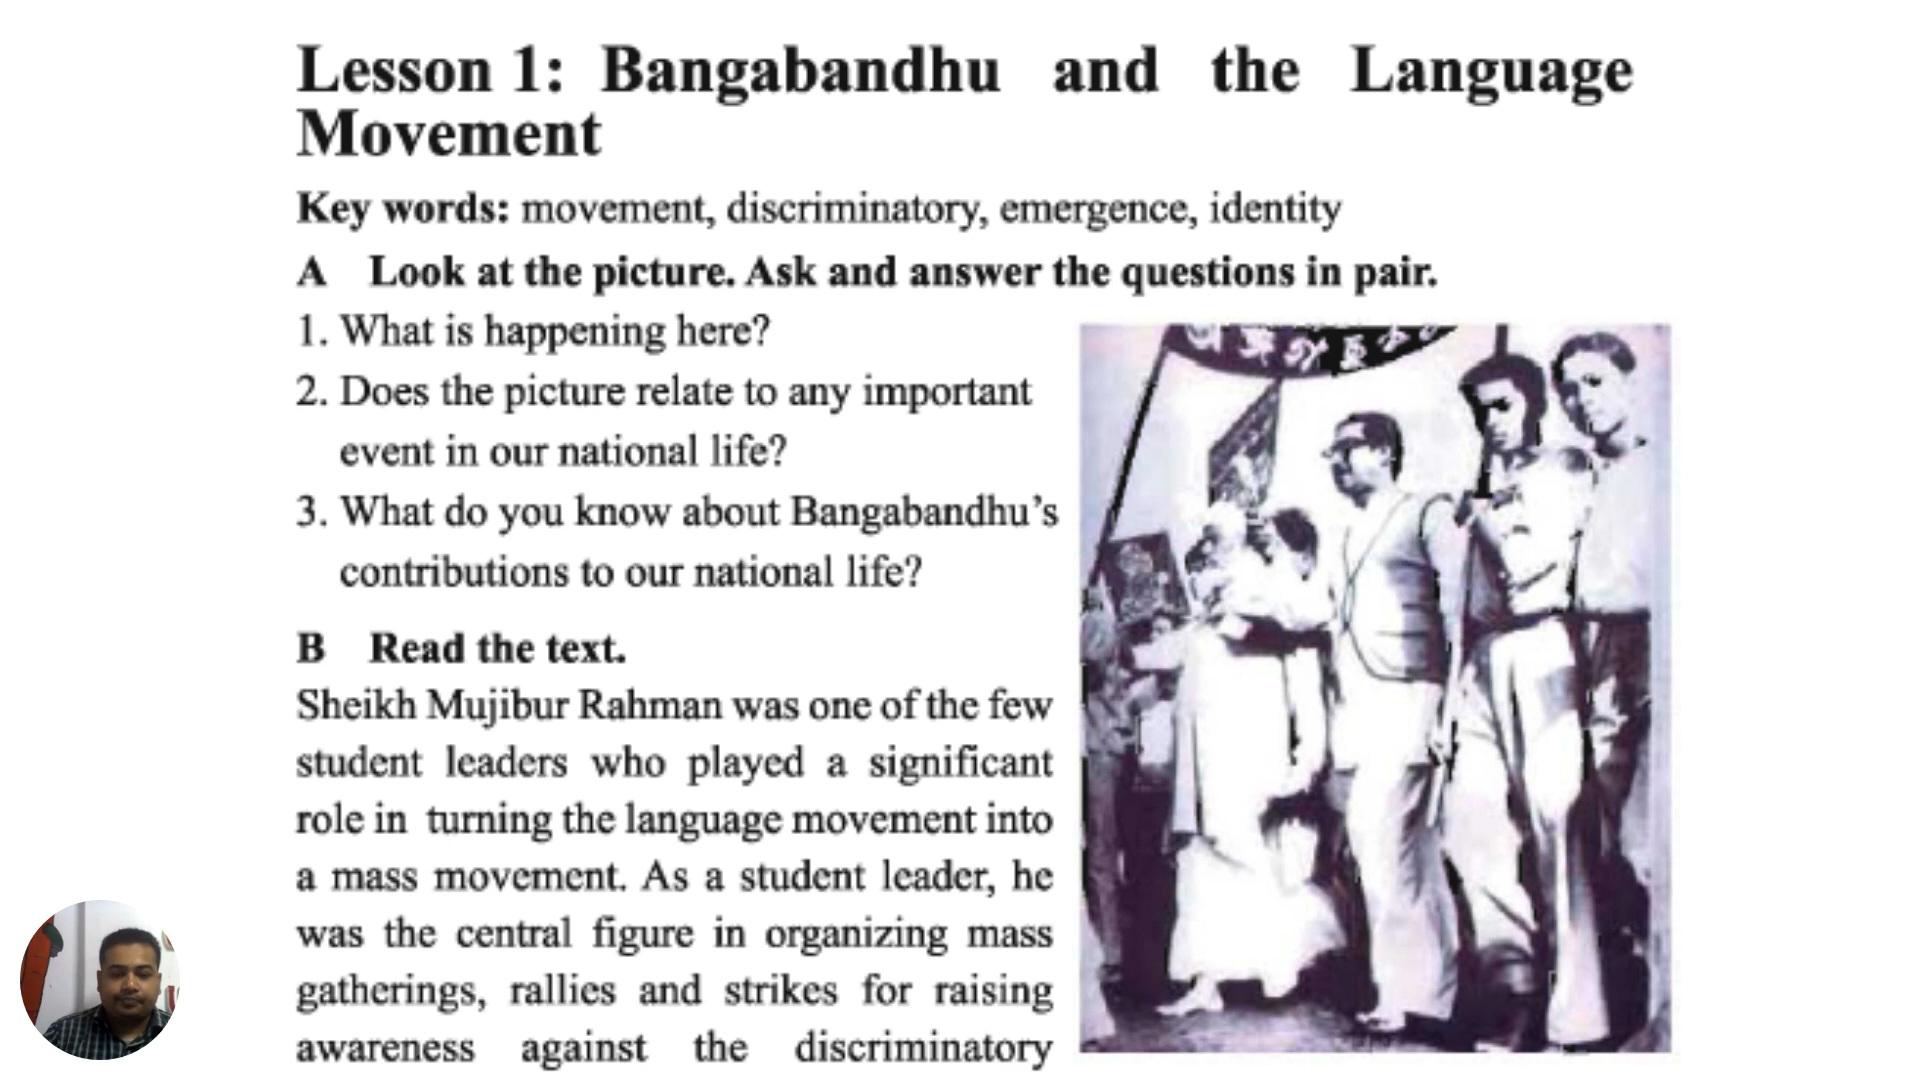 Lesson 1: Bangabandhu and the Language
Movement
Key words: movement, discriminatory, emergence, identity
A Look at the picture. Ask and answer the questions in pair.
1. What is happening here?
2. Does the picture relate to any important
event in our national life?
3. What do you know about Bangabandhu's
contributions to our national life?
B Read the text.
Sheikh Mujibur Rahman was one of the few
student leaders who played a significant
role in turning the language movement into
a mass movement. As a student leader, he
was the central figure in organizing mass
gatherings, rallies and strikes for raising
awareness against the discriminatory